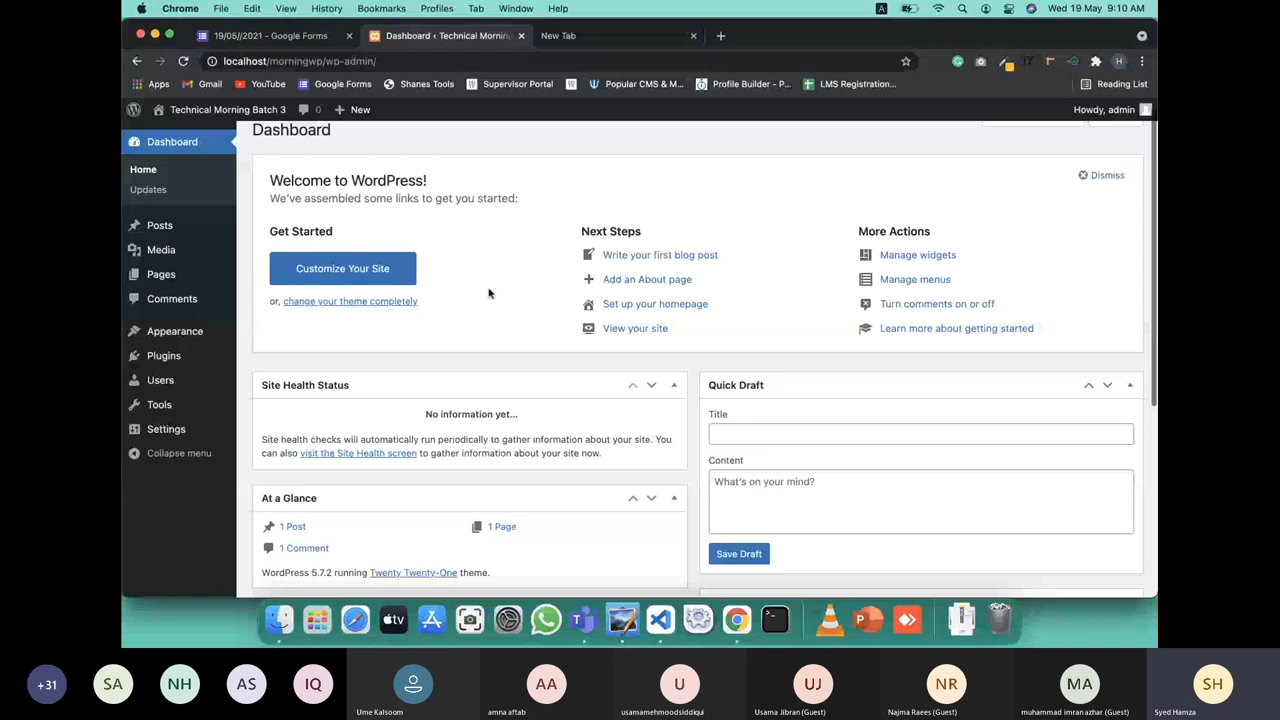 Chrome File Edit View History Bookmarks Profiles Tab Window Help A Wed 19 May 9:10 AM
19/05//2021 - Google Forms Dashboard ‹ Technical Mornin New Tab
localhost/morningwp/wp-admin/ H
Apps Gmail YouTube Google Forms Shanes Tools Supervisor Portal Popular CMS & M... Profile Builder - P... LMS Registration... Reading List
Technical Morning Batch 3 0 New Howdy, admin
Dashboard
Home
Updates
Posts
Media
Pages
Comments
Appearance
Plugins
Users
Tools
Settings
Collapse menu
Dashboard
Welcome to WordPress!
Dismiss
We've assembled some links to get you started:
Get Started
Customize Your Site
or, change your theme completely
Next Steps
Write your first blog post
Add an About page
Set up your homepage
View your site
More Actions
Manage widgets
Manage menus
Turn comments on or off
Learn more about getting started
Site Health Status
No information yet...
Site health checks will automatically run periodically to gather information about your site. You
can also visit the Site Health screen to gather information about your site now.
At a Glance
1 Post 1 Page
1 Comment
WordPress 5.7.2 running Twenty Twenty-One theme.
Quick Draft
Title
Content
What's on your mind?
Save Draft
tv
+31 SA NH AS IQ AA U UJ NR MA SH
Ume Kalsoom amna aftab usamamehmoodsiddiqui Usama Jibran (Guest) Najma Raees (Guest) muhammad imran azhar (Guest) Syed Hamza